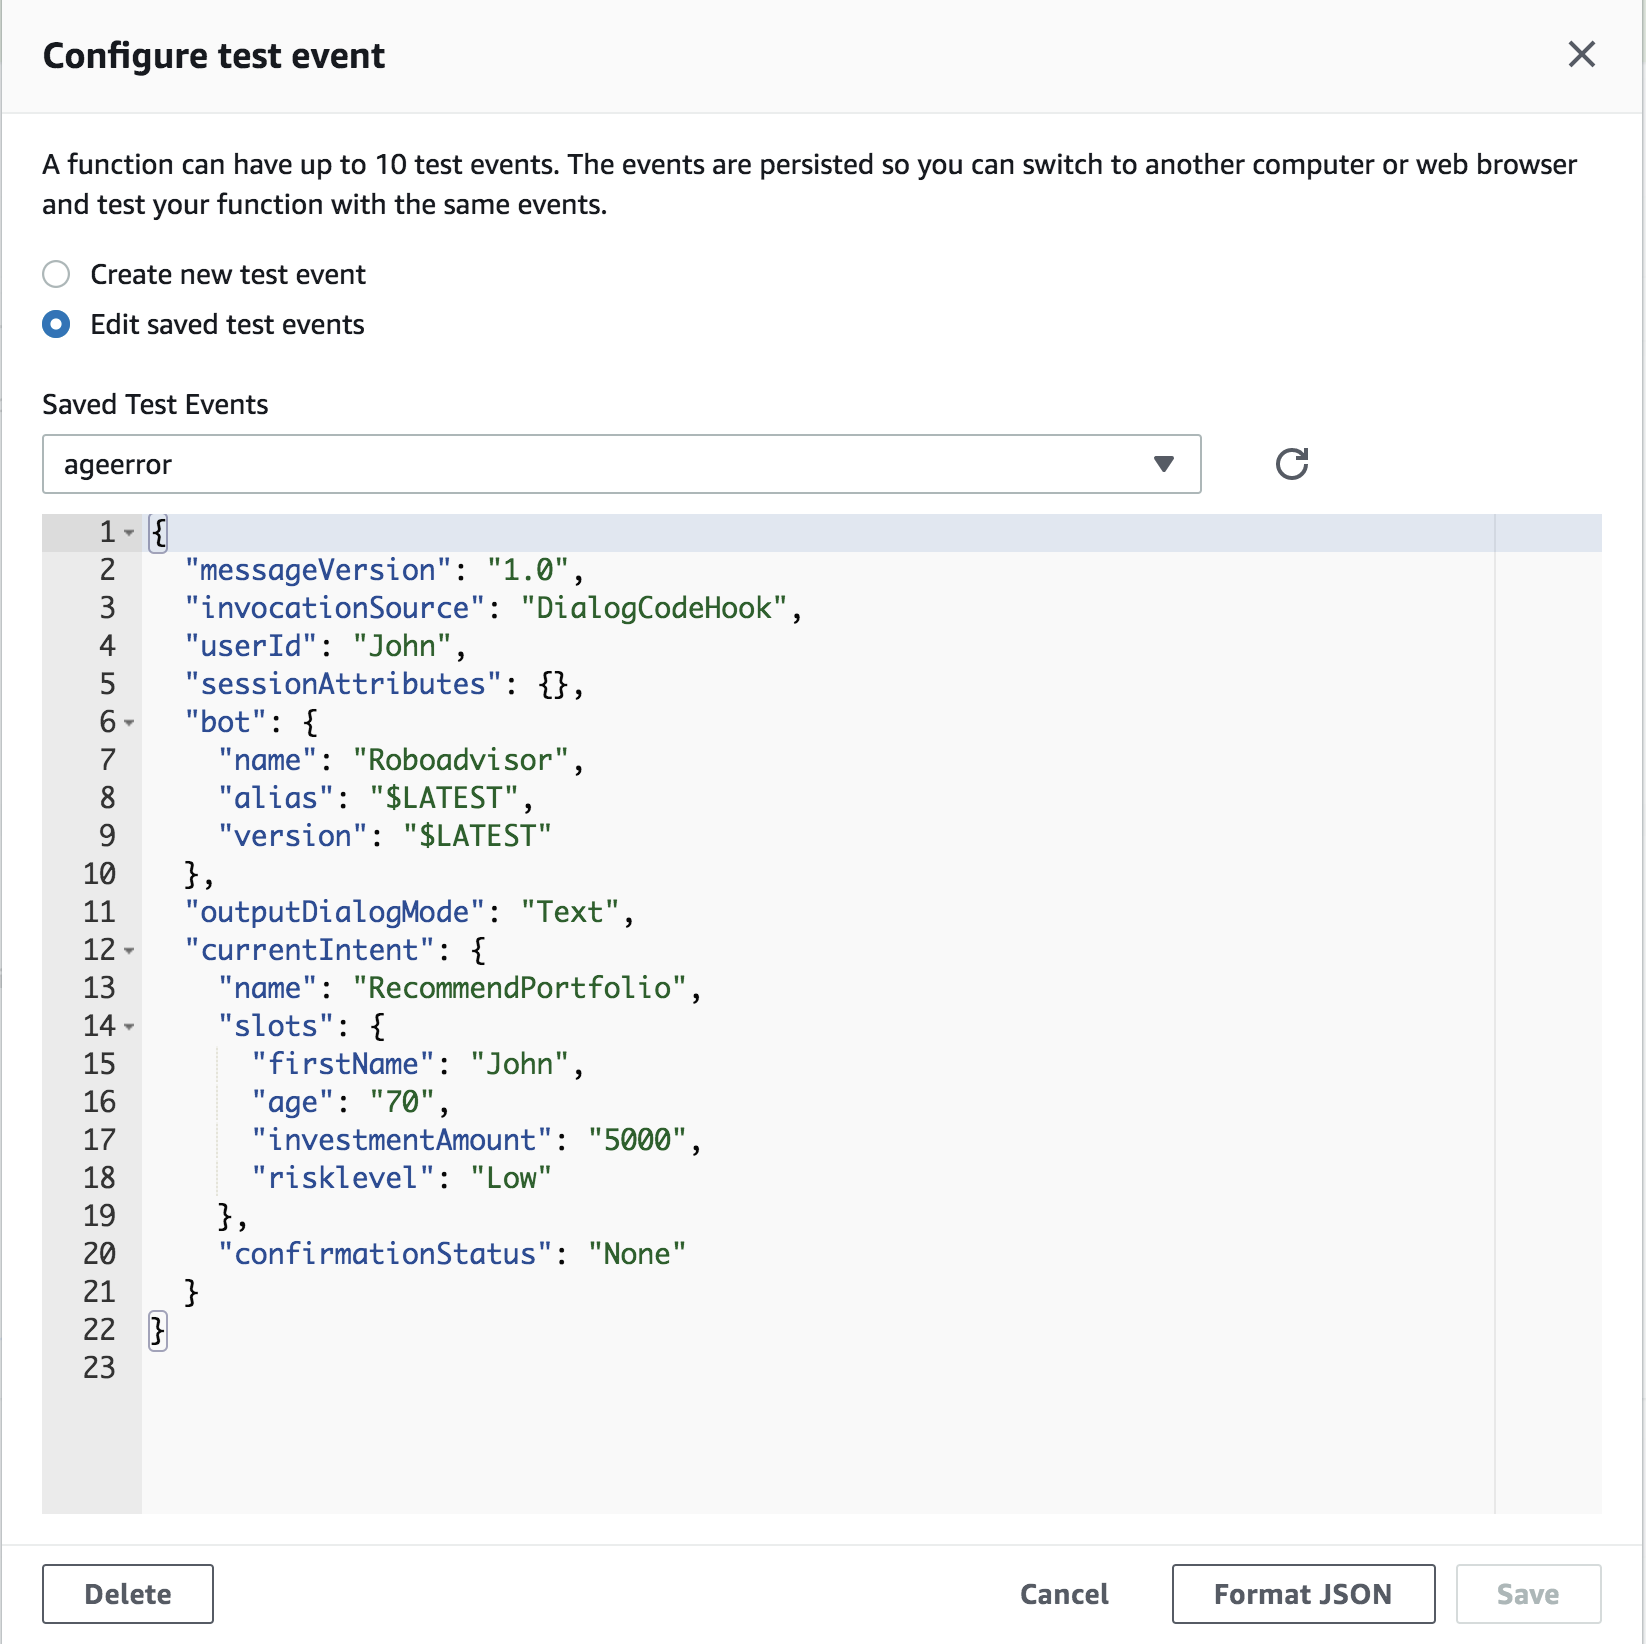 Configure test event
A function can have up to 10 test events. The events are persisted so you can switch to another computer or web browser
and test your function with the same events.
Create new test event
Edit saved test events
Saved Test Events
ageerror
1 {
2   "messageVersion": "1.0",
3   "invocationSource": "DialogCodeHook",
4   "userId": "John",
5   "sessionAttributes": {},
6   "bot": {
7     "name": "Roboadvisor",
8     "alias": "$LATEST",
9     "version": "$LATEST"
10   },
11   "outputDialogMode": "Text",
12   "currentIntent": {
13     "name": "RecommendPortfolio",
14     "slots": {
15       "firstName": "John",
16       "age": "70",
17       "investmentAmount": "5000",
18       "risklevel": "Low"
19     },
20     "confirmationStatus": "None"
21   }
22 }
23
Delete Cancel Format JSON Save